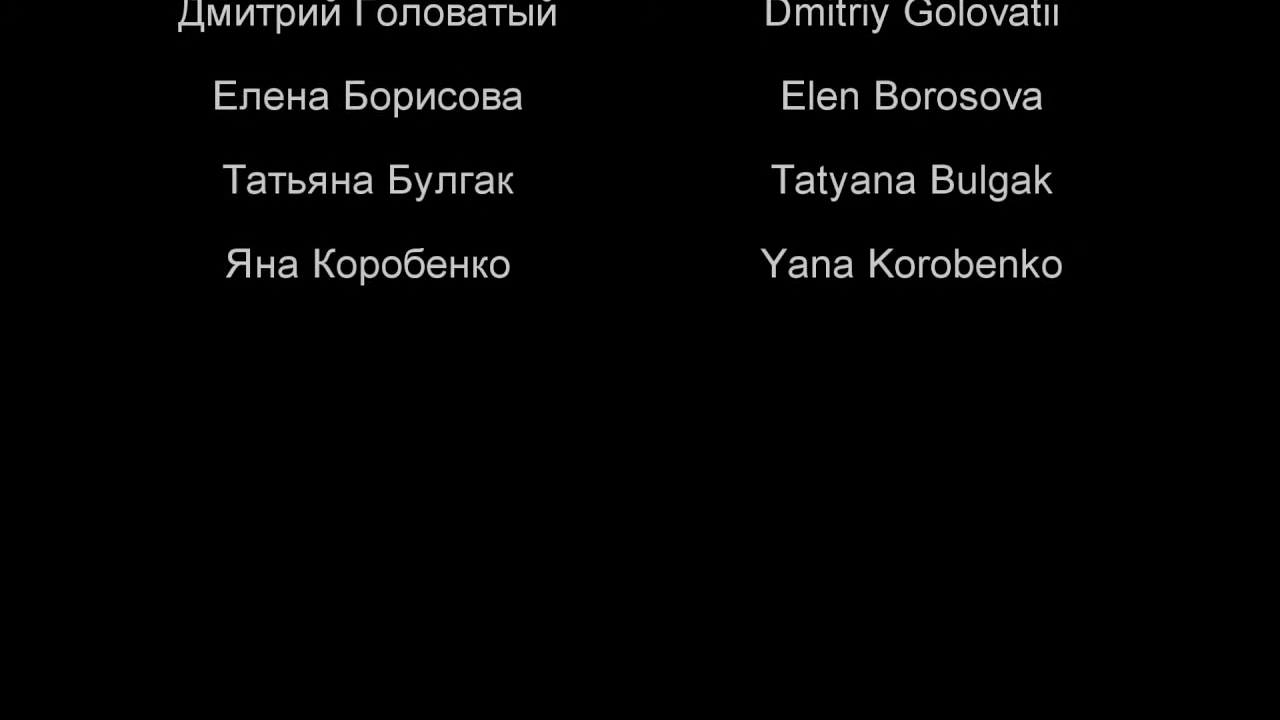 Дмитрий Головатый Dmitriy Golovatii
Елена Борисова Elen Borosova
Татьяна Булгак Tatyana Bulgak
Яна Коробенко Yana Korobenko